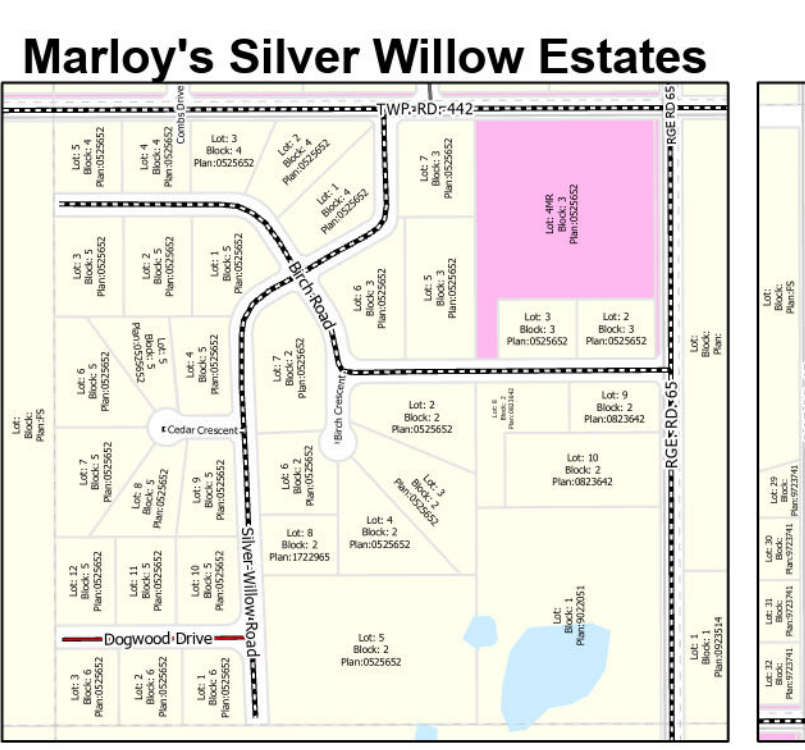 Marloy's Silver Willow Estates
TWP. RD. 442
RGE RD 65
Combs Drive
Lot: 5
Block: 4
Plan:0525652
Lot: 4
Block: 4
Plan:0525652
Lot: 3
Block: 4
Plan:0525652
Lot: 2
Block: 4
Plan:0525652
Lot: 1
Block: 4
Plan:0525652
Lot: 7
Block: 3
Plan:0525652
Lot: 4MR
Block: 3
Plan:0525652
Lot: 3
Block: 5
Plan:0525652
Lot: 2
Block: 5
Plan:0525652
Lot: 1
Block: 5
Plan:0525652
Birch Road
Lot: 6
Block: 3
Plan:0525652
Lot: 5
Block: 3
Plan:0525652
Lot: 3
Block: 3
Plan:0525652
Lot: 2
Block: 3
Plan:0525652
Lot:
Block:
Plan:
Lot:
Block:
Plan:FS
Lot: 6
Block: 5
Plan:0525652
Lot: 5
Block: 5
Plan:0525652
Lot: 4
Block: 5
Plan:0525652
Lot: 7
Block: 2
Plan:0525652
Birch Crescent
Lot: 2
Block: 2
Plan:0525652
Lot: 8
Block: 2
Plan:0823642
Lot: 9
Block: 2
Plan:0823642
RGE RD 65
Lot:
Block:
Plan:FS
Cedar Crescent
Lot: 7
Block: 5
Plan:0525652
Lot: 8
Block: 5
Plan:0525652
Lot: 9
Block: 5
Plan:0525652
Lot: 6
Block: 2
Plan:0525652
Lot: 3
Block: 2
Plan:0525652
Lot: 10
Block: 2
Plan:0823642
Lot: 29
Block:
Plan:9723741
Lot: 8
Block: 2
Plan:1722965
Lot: 4
Block: 2
Plan:0525652
Lot: 30
Block:
Plan:9723741
Lot: 12
Block: 5
Plan:0525652
Lot: 11
Block: 5
Plan:0525652
Lot: 10
Block: 5
Plan:0525652
Silver Willow Road
Lot:
Block: 1
Plan:9022051
Lot: 31
Block:
Plan:9723741
Dogwood Drive
Lot: 5
Block: 2
Plan:0525652
Lot: 1
Block: 1
Plan:0923514
Lot: 32
Block:
Plan:9723741
Lot: 3
Block: 6
Plan:0525652
Lot: 2
Block: 6
Plan:0525652
Lot: 1
Block: 6
Plan:0525652